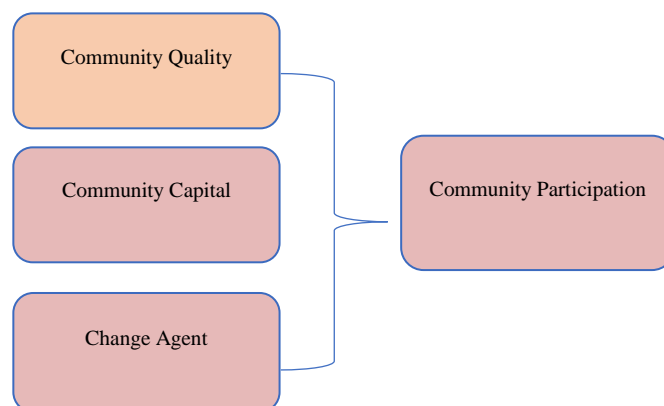 Community Quality
Community Capital
Community Participation
Change Agent